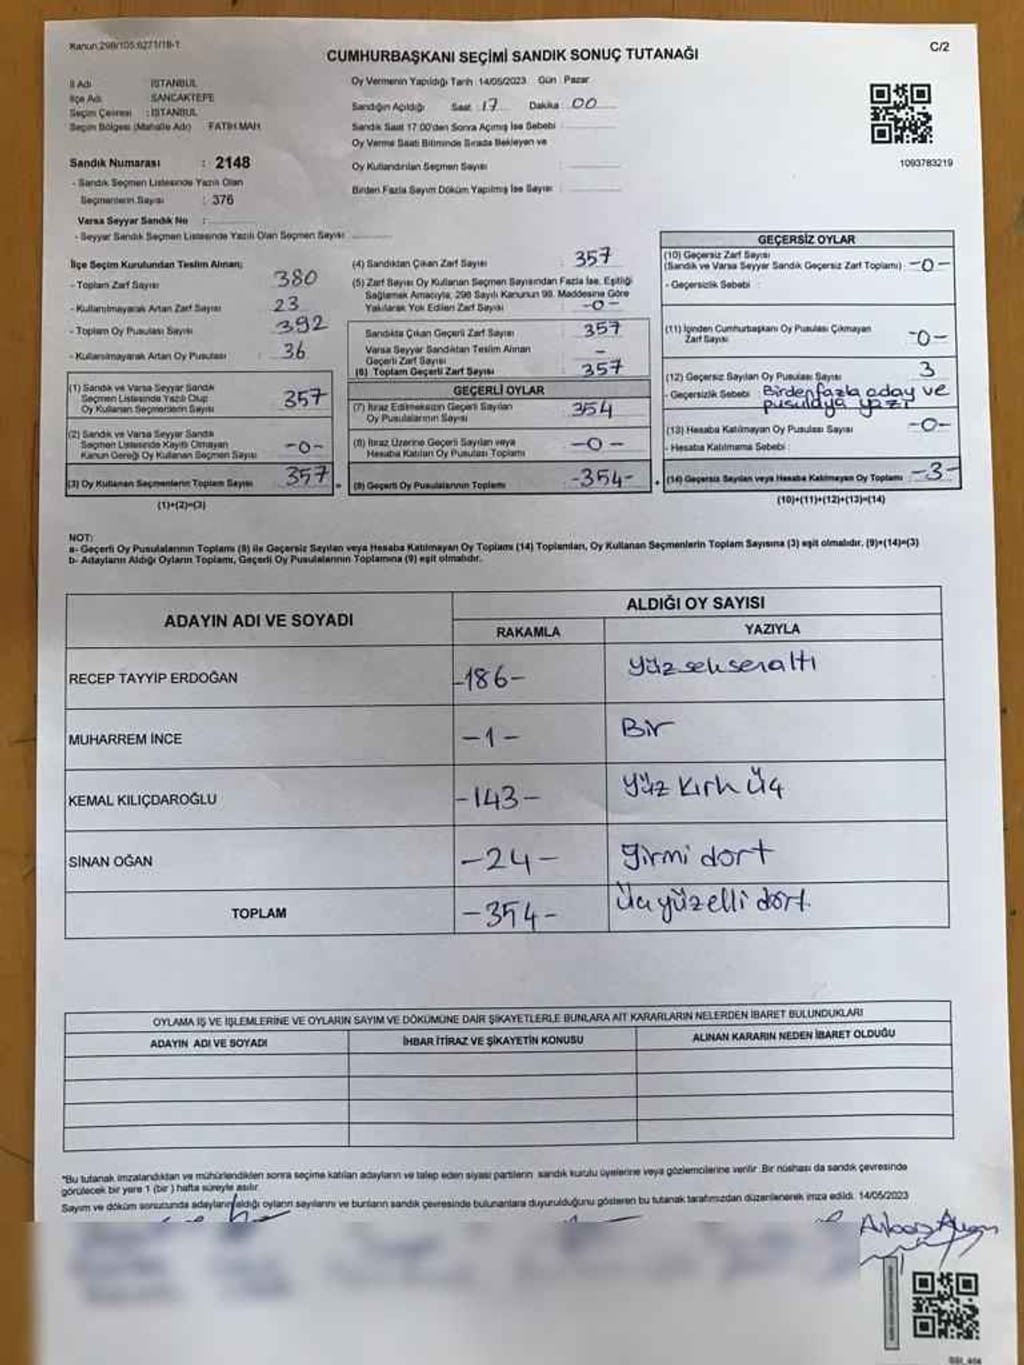 Kanun:298/105;6271/18-1
C/2
CUMHURBAŞKANI SEÇİMİ SANDIK SONUÇ TUTANAĞI
İl Adı : İSTANBUL
İlçe Adı : SANCAKTEPE
Seçim Çevresi : İSTANBUL
Seçim Bölgesi (Mahalle Adı) : FATİH MAH.
Sandık Numarası : 2148
- Sandık Seçmen Listesinde Yazılı Olan
Seçmenlerin Sayısı : 376
Varsa Seyyar Sandık No :
- Seyyar Sandık Seçmen Listesinde Yazılı Olan Seçmen Sayısı
Oy Vermenin Yapıldığı Tarih :14/05/2023 Gün : Pazar
Sandığın Açıldığı Saat : 17 Dakika : 00
Sandık Saat 17:00'den Sonra Açımış İse Sebebi :
Oy Verme Saati Bitiminde Sırada Bekleyen ve
Oy Kullandırılan Seçmen Sayısı :
Birden Fazla Sayım Döküm Yapılmış İse Sayısı :
1093783219
İlçe Seçim Kurulundan Teslim Alınan;
- Toplam Zarf Sayısı : 380
- Kullanılmayarak Artan Zarf Sayısı : 23
- Toplam Oy Pusulası Sayısı : 392
- Kullanılmayarak Artan Oy Pusulası : 36
(1) Sandık ve Varsa Seyyar Sandık
Seçmen Listesinde Yazılı Olup
Oy Kullanan Seçmenlerin Sayısı : 357
(2) Sandık ve Varsa Seyyar Sandık
Seçmen Listesinde Kayıtlı Olmayan
Kanun Gereği Oy Kullanan Seçmen Sayısı -0-
(3) Oy Kullanan Seçmenlerin Toplam Sayısı 357
(1)+(2)=(3)
(4) Sandıktan Çıkan Zarf Sayısı : 357
(5) Zarf Sayısı Oy Kullanan Seçmen Sayısından Fazla İse, Eşitliği
Sağlamak Amacıyla, 298 Sayılı Kanunun 98. Maddesine Göre
Yakılarak Yok Edilen Zarf Sayısı : -0-
Sandıkta Çıkan Geçerli Zarf Sayısı : 357
Varsa Seyyar Sandıktan Teslim Alınan
Geçerli Zarf Sayısı : -
(6) Toplam Geçerli Zarf Sayısı : 357
GEÇERLİ OYLAR
(7) İtiraz Edilmeksizin Geçerli Sayılan
Oy Pusulalarının Sayısı : 354
(8) İtiraz Üzerine Geçerli Sayılan veya
Hesaba Katılan Oy Pusulası Toplamı : -0-
(9) Geçerli Oy Pusulalarının Toplamı : -354-
GEÇERSİZ OYLAR
(10) Geçersiz Zarf Sayısı
(Sandık ve Varsa Seyyar Sandık Geçersiz Zarf Toplamı) : -0-
- Geçersizlik Sebebi :
(11) İçinden Cumhurbaşkanı Oy Pusulası Çıkmayan
Zarf Sayısı : -0-
(12) Geçersiz Sayılan Oy Pusulası Sayısı : 3
- Geçersizlik Sebebi : Birden fazla aday ve
pusulaya yazı
(13) Hesaba Katılmayan Oy Pusulası Sayısı : -0-
- Hesaba Katılmama Sebebi :
(14) Geçersiz Sayılan veya Hesaba Katılmayan Oy Toplamı -3-
(10)+(11)+(12)+(13)=(14)
NOT:
a- Geçerli Oy Pusulalarının Toplamı (9) ile Geçersiz Sayılan veya Hesaba Katılmayan Oy Toplamı (14) Toplamları, Oy Kullanan Seçmenlerin Toplam Sayısına (3) eşit olmalıdır. (9)+(14)=(3)
b- Adayların Aldığı Oyların Toplamı, Geçerli Oy Pusulalarının Toplamına (9) eşit olmalıdır.
ADAYIN ADI VE SOYADI
ALDIĞI OY SAYISI
RAKAMLA YAZIYLA
RECEP TAYYİP ERDOĞAN -186- yüz seksen altı
MUHARREM İNCE -1- Bir
KEMAL KILIÇDAROĞLU -143- Yüz Kırk Üç
SİNAN OĞAN -24- yirmi dört
TOPLAM -354- Üçyüzelli dört.
OYLAMA İŞ VE İŞLEMLERİNE VE OYLARIN SAYIM VE DÖKÜMÜNE DAİR ŞİKAYETLERLE BUNLARA AİT KARARLARIN NELERDEN İBARET BULUNDUKLARI
ADAYIN ADI VE SOYADI İHBAR İTİRAZ VE ŞİKAYETİN KONUSU ALINAN KARARIN NEDEN İBARET OLDUĞU
*Bu tutanak imzalandıktan ve mühürlendikten sonra seçime katılan adayların ve talep eden siyasi partilerin sandık kurulu üyelerine veya gözlemcilerine verilir. Bir nüshası da sandık çevresinde
görülecek bir yere 1 (bir) hafta süreyle asılır.
Sayım ve döküm sonucunda adayların aldığı oyların sayılarını ve bunların sandık çevresinde bulunanlara duyurulduğunu gösteren bu tutanak tarafımızdan düzenlenerek imza edildi. 14/05/2023